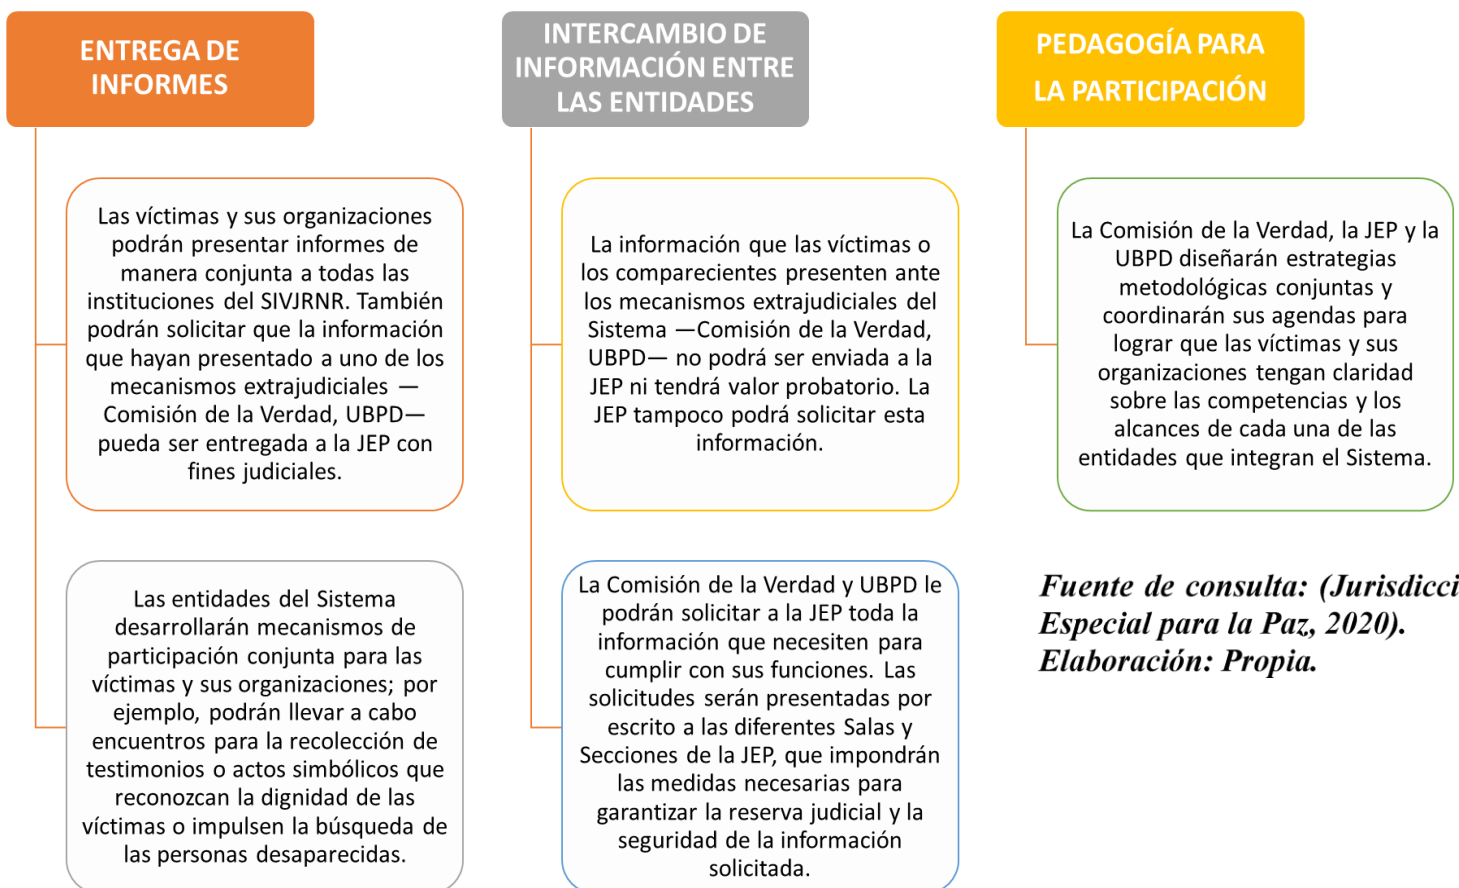 ENTREGA DE
INFORMES
Las víctimas y sus organizaciones
podrán presentar informes de
manera conjunta a todas las
instituciones del SIVJRNR. También
podrán solicitar que la información
que hayan presentado a uno de los
mecanismos extrajudiciales —
Comisión de la Verdad, UBPD—
pueda ser entregada a la JEP con
fines judiciales.
Las entidades del Sistema
desarrollarán mecanismos de
participación conjunta para las
víctimas y sus organizaciones; por
ejemplo, podrán llevar a cabo
encuentros para la recolección de
testimonios o actos simbólicos que
reconozcan la dignidad de las
víctimas o impulsen la búsqueda de
las personas desaparecidas.
INTERCAMBIO DE
INFORMACIÓN ENTRE
LAS ENTIDADES
La información que las víctimas o
los comparecientes presenten ante
los mecanismos extrajudiciales del
Sistema —Comisión de la Verdad,
UBPD— no podrá ser enviada a la
JEP ni tendrá valor probatorio. La
JEP tampoco podrá solicitar esta
información.
La Comisión de la Verdad y UBPD le
podrán solicitar a la JEP toda la
información que necesiten para
cumplir con sus funciones. Las
solicitudes serán presentadas por
escrito a las diferentes Salas y
Secciones de la JEP, que impondrán
las medidas necesarias para
garantizar la reserva judicial y la
seguridad de la información
solicitada.
PEDAGOGÍA PARA
LA PARTICIPACIÓN
La Comisión de la Verdad, la JEP y la
UBPD diseñarán estrategias
metodológicas conjuntas y
coordinarán sus agendas para
lograr que las víctimas y sus
organizaciones tengan claridad
sobre las competencias y los
alcances de cada una de las
entidades que integran el Sistema.
Fuente de consulta: (Jurisdicci
Especial para la Paz, 2020).
Elaboración: Propia.